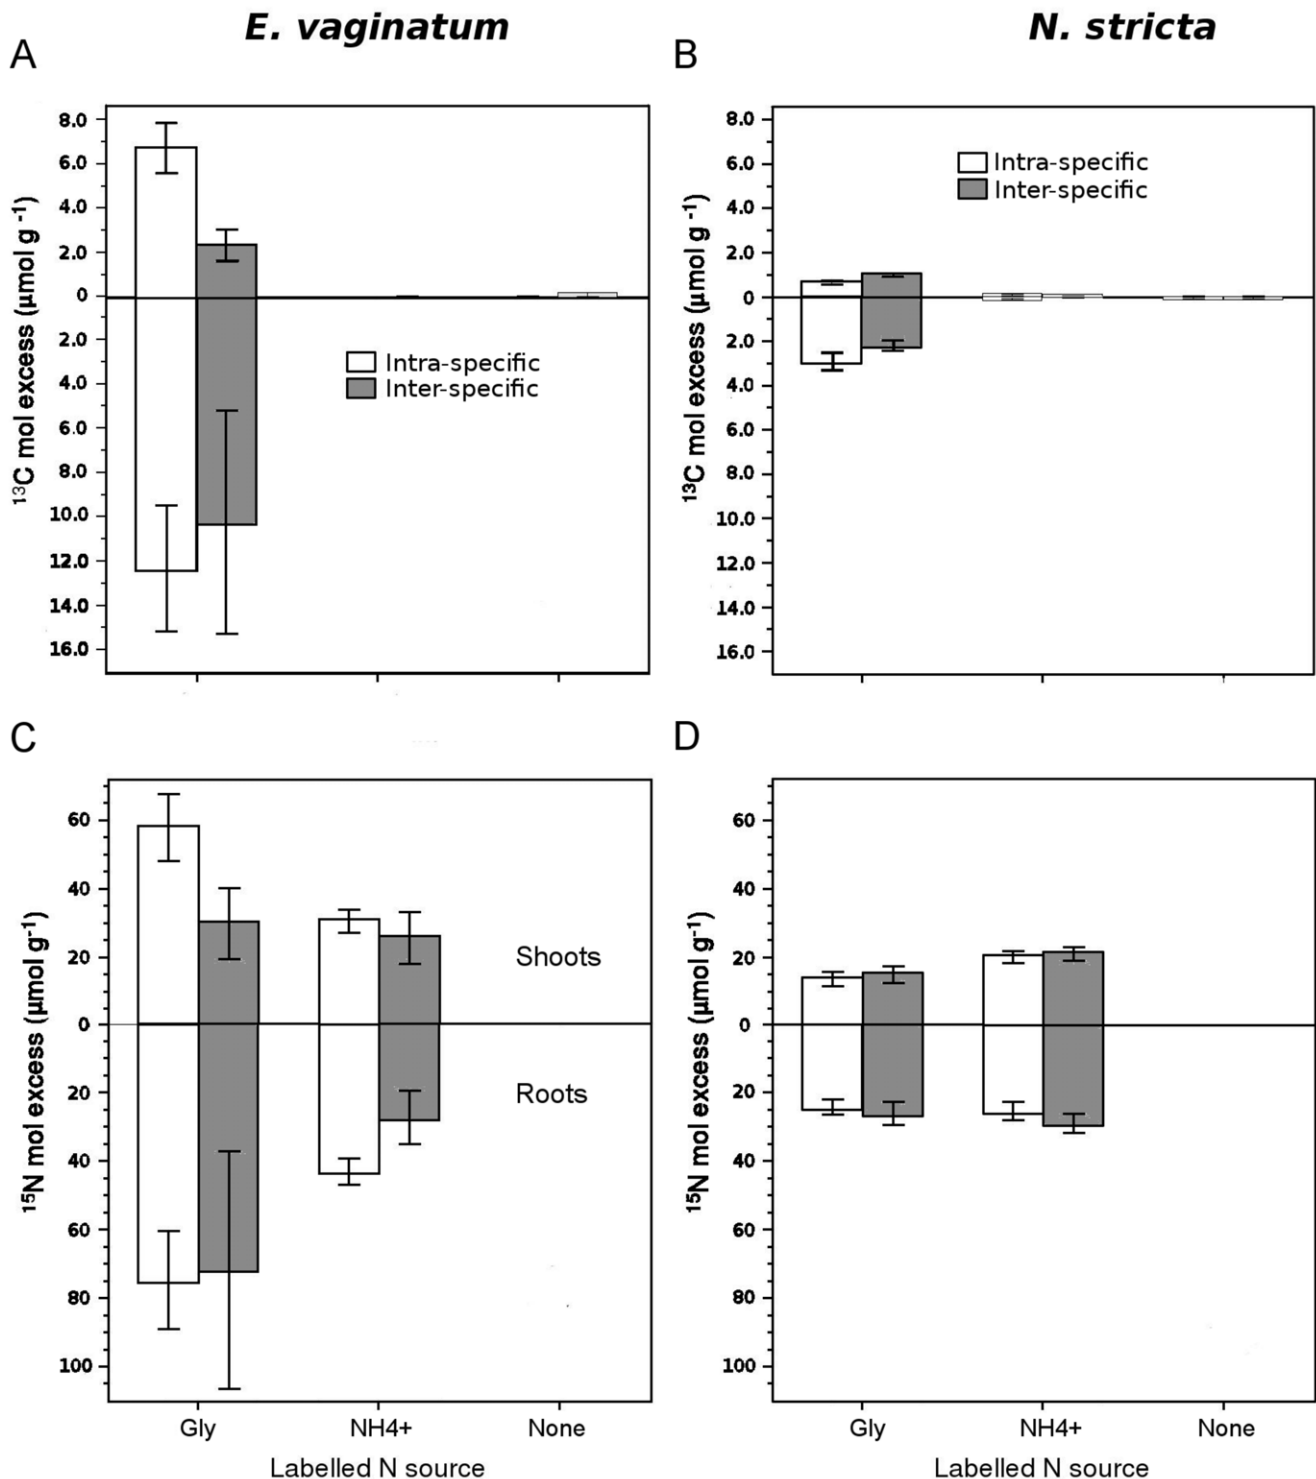 E. vaginatum
N. stricta
A
B
8.0
6.0
4.0
2.0
0
2.0
4.0
6.0
8.0
10.0
12.0
14.0
16.0
¹³C mol excess (µmol g ⁻¹)
Intra-specific
Inter-specific
8.0
6.0
4.0
2.0
0
2.0
4.0
6.0
8.0
10.0
12.0
14.0
16.0
¹³C mol excess (µmol g ⁻¹)
Intra-specific
Inter-specific
C
D
60
40
20
0
20
40
60
80
100
¹⁵N mol excess (µmol g⁻¹)
Shoots
Roots
Gly
NH4+
None
Labelled N source
60
40
20
0
20
40
60
80
100
¹⁵N mol excess (µmol g⁻¹)
Gly
NH4+
None
Labelled N source